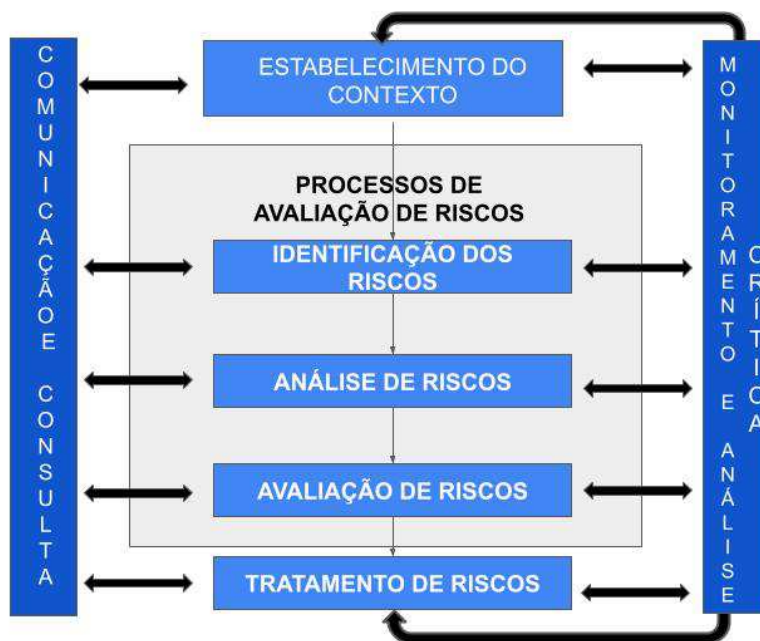 COMUNICAÇÃOE CONSULTA
ESTABELECIMENTO DO
CONTEXTO
PROCESSOS DE
AVALIAÇÃO DE RISCOS
IDENTIFICAÇÃO DOS
RISCOS
ANÁLISE DE RISCOS
AVALIAÇÃO DE RISCOS
TRATAMENTO DE RISCOS
MONITORAMENTO E ANÁLISE
CRÍTICA